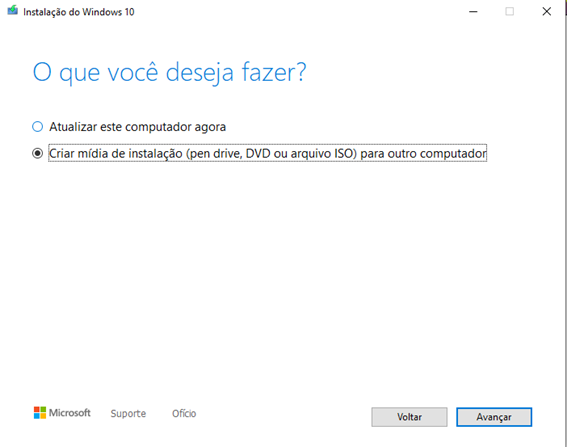 Instalação do Windows 10
O que você deseja fazer?
Atualizar este computador agora
Criar mídia de instalação (pen drive, DVD ou arquivo ISO) para outro computador
Microsoft Suporte Ofício Voltar Avançar